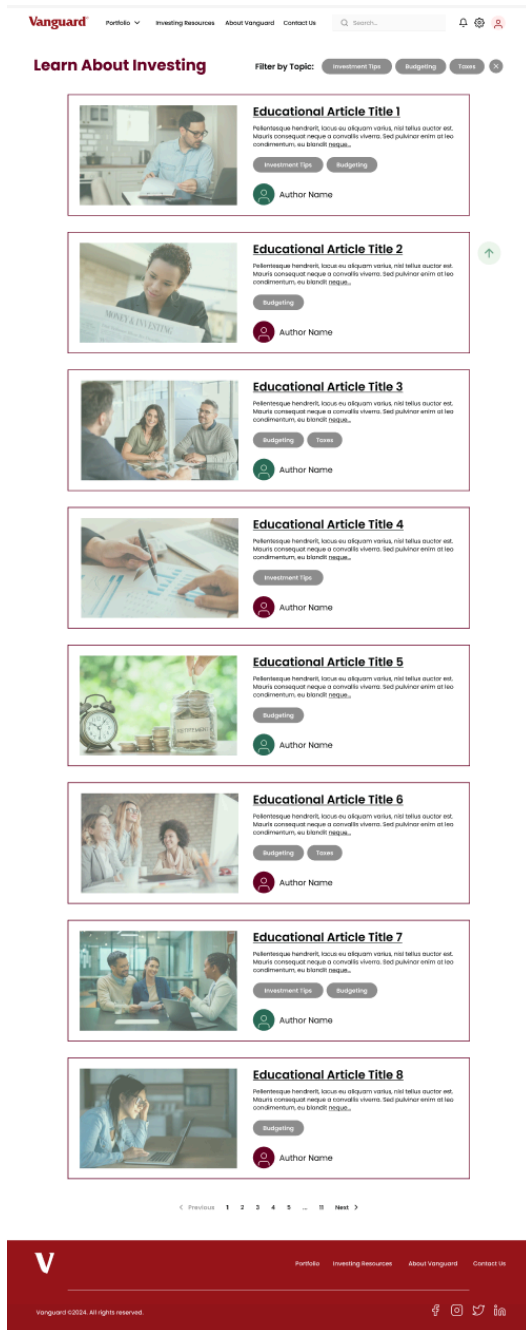 Vanguard
Portfolio
Investing Resources
About Vanguard
Contact Us
Search...
Learn About Investing
Filter by Topic:
Investment Tips
Budgeting
Taxes
Educational Article Title 1
Pellentesque hendrerit, lacus eu aliquam varius, nisl tellus auctor est.
Mauris consequat neque a convallis viverra. Sed pulvinar enim at leo
condimentum, eu blandit neque...
Investment Tips
Budgeting
Author Name
Educational Article Title 2
Pellentesque hendrerit, lacus eu aliquam varius, nisl tellus auctor est.
Mauris consequat neque a convallis viverra. Sed pulvinar enim at leo
condimentum, eu blandit neque...
Budgeting
Author Name
MONEY & INVESTING
Educational Article Title 3
Pellentesque hendrerit, lacus eu aliquam varius, nisl tellus auctor est.
Mauris consequat neque a convallis viverra. Sed pulvinar enim at leo
condimentum, eu blandit neque...
Budgeting
Taxes
Author Name
Educational Article Title 4
Pellentesque hendrerit, lacus eu aliquam varius, nisl tellus auctor est.
Mauris consequat neque a convallis viverra. Sed pulvinar enim at leo
condimentum, eu blandit neque...
Investment Tips
Author Name
Educational Article Title 5
Pellentesque hendrerit, lacus eu aliquam varius, nisl tellus auctor est.
Mauris consequat neque a convallis viverra. Sed pulvinar enim at leo
condimentum, eu blandit neque...
Budgeting
Author Name
RETIREMENT
Educational Article Title 6
Pellentesque hendrerit, lacus eu aliquam varius, nisl tellus auctor est.
Mauris consequat neque a convallis viverra. Sed pulvinar enim at leo
condimentum, eu blandit neque...
Budgeting
Taxes
Author Name
Educational Article Title 7
Pellentesque hendrerit, lacus eu aliquam varius, nisl tellus auctor est.
Mauris consequat neque a convallis viverra. Sed pulvinar enim at leo
condimentum, eu blandit neque...
Investment Tips
Budgeting
Author Name
Educational Article Title 8
Pellentesque hendrerit, lacus eu aliquam varius, nisl tellus auctor est.
Mauris consequat neque a convallis viverra. Sed pulvinar enim at leo
condimentum, eu blandit neque...
Budgeting
Author Name
< Previous 1 2 3 4 5 ... 11 Next >
V
Portfolio
Investing Resources
About Vanguard
Contact Us
Vanguard ©2024. All rights reserved.